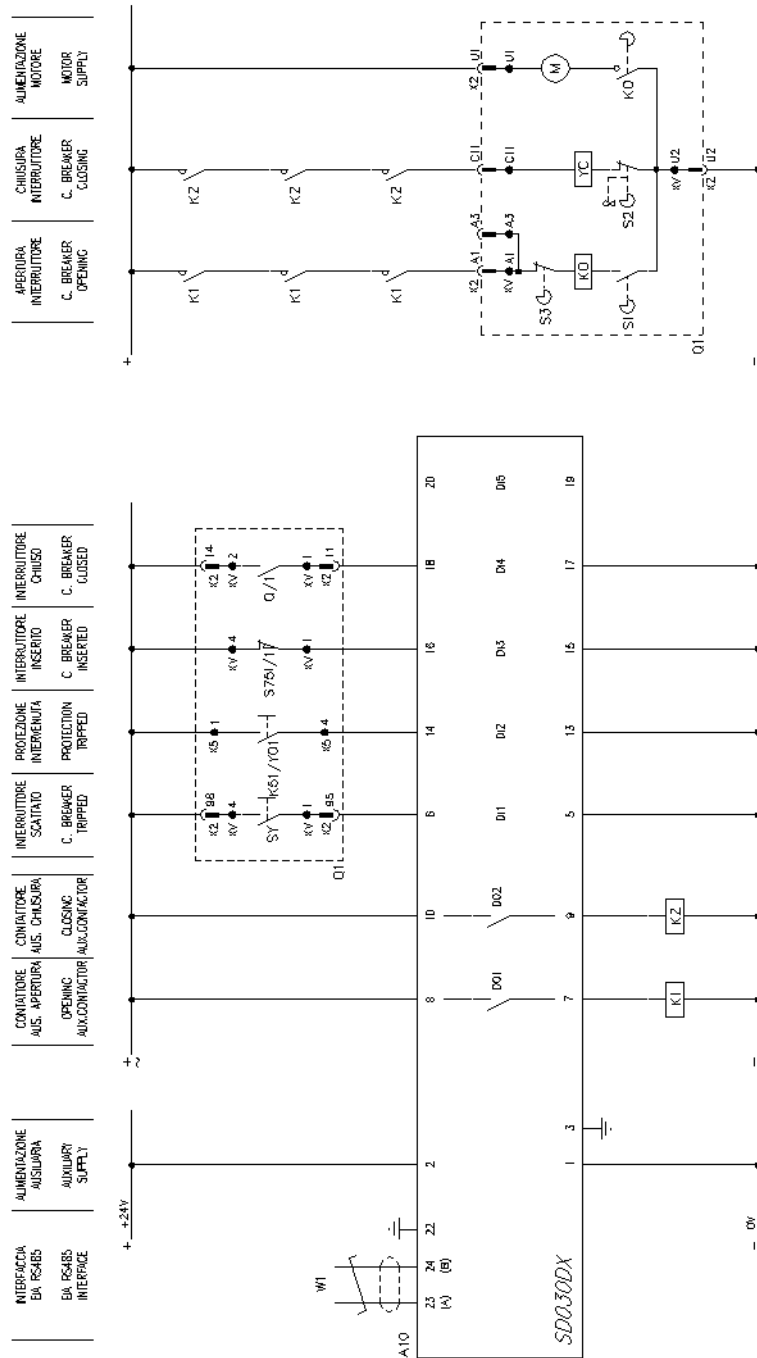 INTERFACCIA
BA RS485
BA RS485
INTERFACE
ALIMENTAZIONE
AUSILIARIA
AUXILIARY
SUPPLY
CONTATTORE
AUS. APERTURA
OPENING
AUX.CONTACTOR
CONTATTORE
AUS. CHIUSURA
CLOSING
AUX.CONTACTOR
INTERRUTTORE
SCATTATO
C. BREAKER
TRIPPED
PROTEZIONE
INTERVENUTA
PROTECTION
TRIPPED
INTERRUTTORE
INSERITO
C. BREAKER
INSERTED
INTERRUTTORE
CHIUSO
C. BREAKER
CLOSED
APERTURA
INTERRUTTORE
C. BREAKER
OPENING
CHIUSURA
INTERRUTTORE
C. BREAKER
CLOSING
ALIMENTAZIONE
MOTORE
MOTOR
SUPPLY
+ +24V
+ ~
+
K1 K2
K1 K2
K1 K2
X2 98
XV 4
SY
XV 1
X2 95
X5 1
K51/Y01
X5 4
XV 4
S75I/1
XV 1
X2 14
XV 2
Q/1
XV 1
X2 11
Q1
X2 A1 A3 C11 X2 U1
XV A1 A3 C11 U1
S3
KO YC M
S1 S2 KO
XV U2
X2 U2
Q1
W1
A10
23 24 22 2 8 10 6 14 16 18 20
(A) (B)
DO1 DO2 DI1 DI2 DI3 DI4 DI5
SD030DX
1 3 7 9 5 13 15 17 19
K1 K2
- 0V
-
-